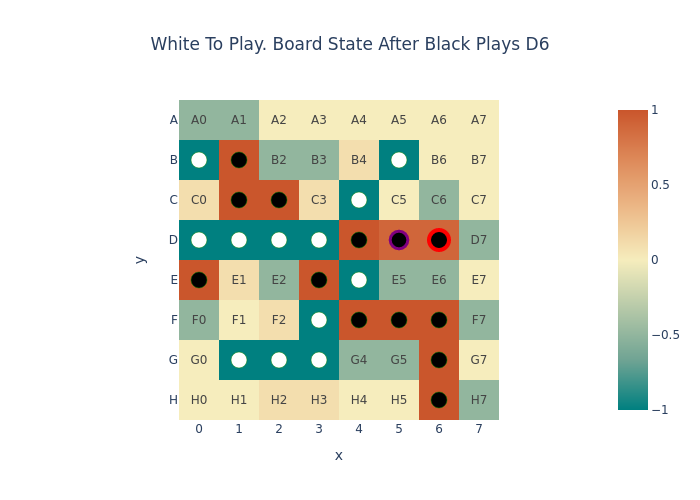 White To Play. Board State After Black Plays D6
A A0 A1 A2 A3 A4 A5 A6 A7
B B2 B3 B4 B6 B7
C C0 C3 C5 C6 C7
D D7
E E1 E2 E5 E6 E7
F F0 F1 F2 F7
G G0 G4 G5 G7
H H0 H1 H2 H3 H4 H5 H7
0 1 2 3 4 5 6 7
x
y
1
0.5
0
−0.5
−1